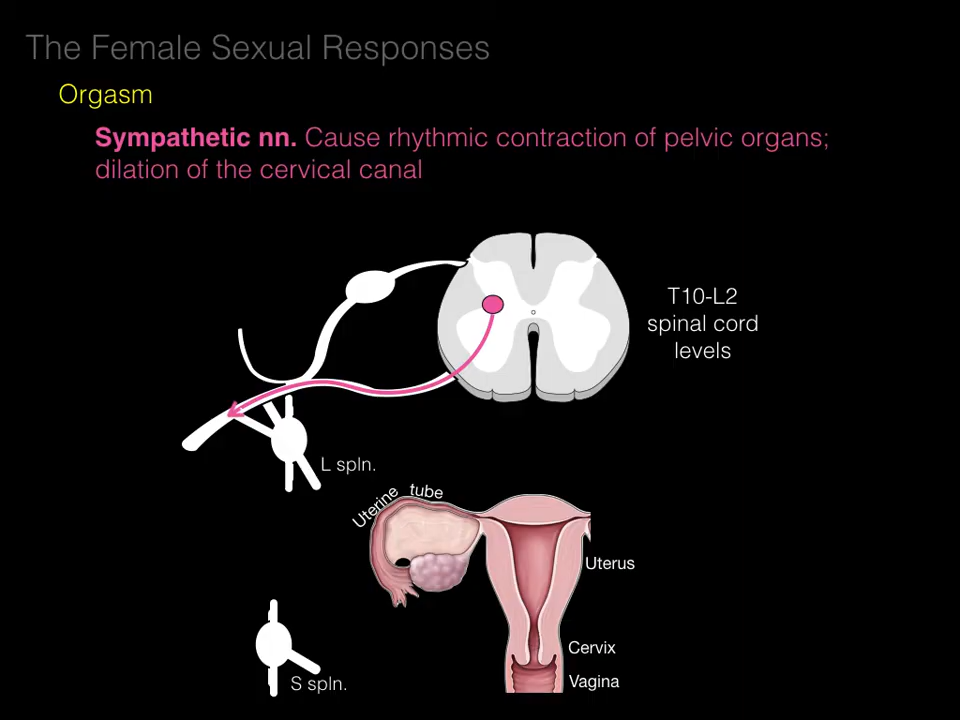 The Female Sexual Responses
Orgasm
Sympathetic nn. Cause rhythmic contraction of pelvic organs;
dilation of the cervical canal
T10-L2
spinal cord
levels
L spln.
Uterine tube
Uterus
Cervix
S spln.
Vagina